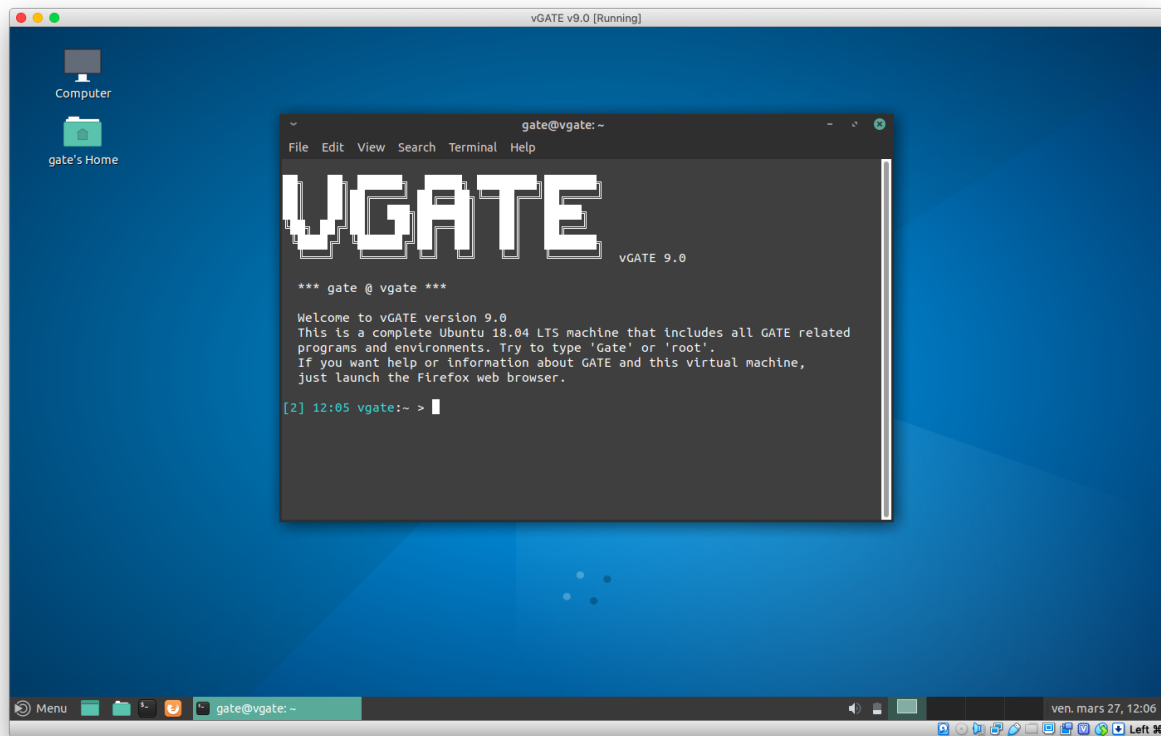 vGATE v9.0 [Running]
Computer
gate's Home
gate@vgate: ~
File Edit View Search Terminal Help
VGATE
vGATE 9.0
*** gate @ vgate ***
Welcome to vGATE version 9.0
This is a complete Ubuntu 18.04 LTS machine that includes all GATE related
programs and environments. Try to type 'Gate' or 'root'.
If you want help or information about GATE and this virtual machine,
just launch the Firefox web browser.
[2] 12:05 vgate:~ >
Menu
gate@vgate: ~
ven. mars 27, 12:06
Left ⌘